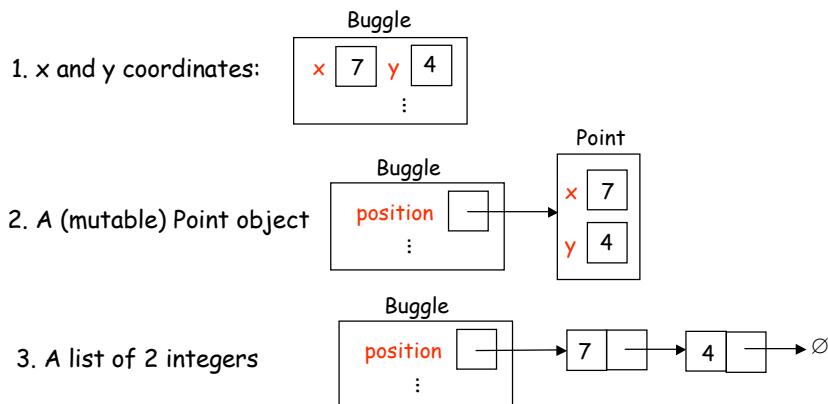 Buggle
1. x and y coordinates:
x 7 y 4
⋮
Point
Buggle
2. A (mutable) Point object
position
⋮
x 7
y 4
Buggle
3. A list of 2 integers
position
7
4
∅
⋮